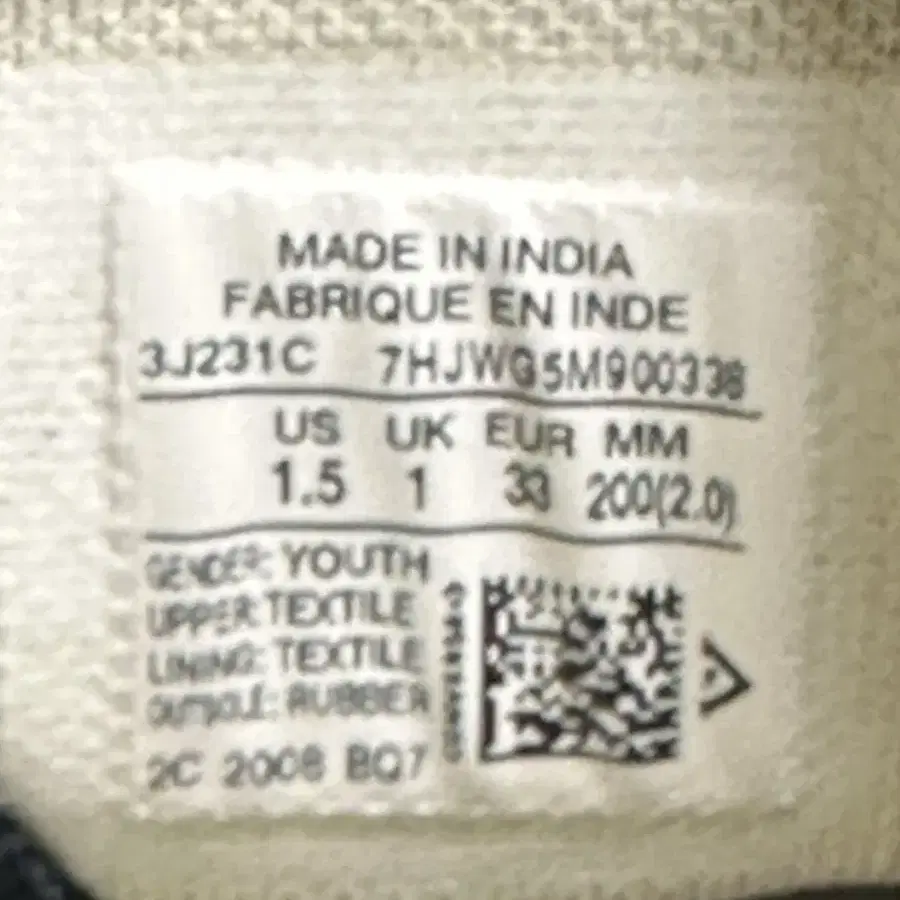 MADE IN INDIA
FABRIQUE EN INDE
3J231C 7HJWG5M900338
US UK EUR MM
1.5 1 33 200(2.0)
GENDER: YOUTH
UPPER: TEXTILE
LINING: TEXTILE
OUTSOLE: RUBBER
2C 2008 BQ7